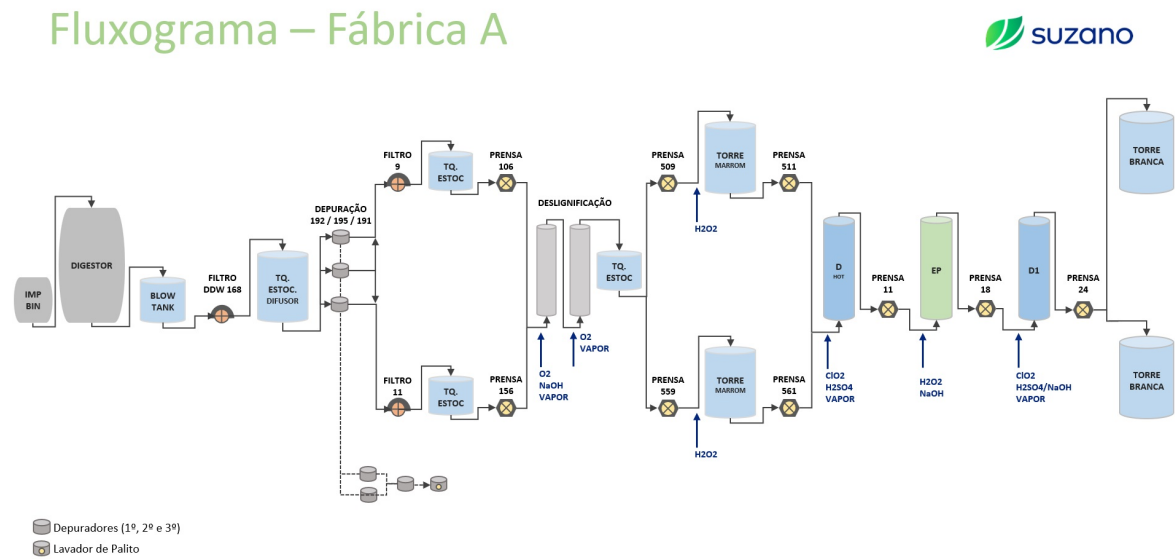 Fluxograma – Fábrica A
suzano
IMP
BIN
DIGESTOR
BLOW
TANK
FILTRO
DDW 168
TQ.
ESTOC.
DIFUSOR
DEPURAÇÃO
192 / 195 / 191
FILTRO
9
TQ.
ESTOC
PRENSA
106
FILTRO
11
TQ.
ESTOC
PRENSA
156
DESLIGNIFICAÇÃO
O2
NaOH
VAPOR
O2
VAPOR
TQ.
ESTOC
PRENSA
509
H2O2
TORRE
MARROM
PRENSA
511
PRENSA
559
H2O2
TORRE
MARROM
PRENSA
561
D
HOT
ClO2
H2SO4
VAPOR
PRENSA
11
EP
H2O2
NaOH
PRENSA
18
D1
ClO2
H2SO4/NaOH
VAPOR
PRENSA
24
TORRE
BRANCA
TORRE
BRANCA
Depuradores (1º, 2º e 3º)
Lavador de Palito